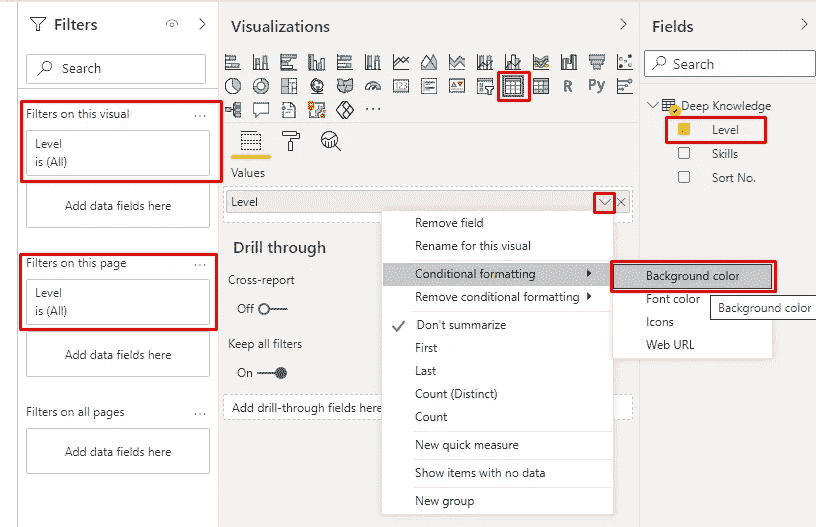 Filters
Search
Filters on this visual
...
Level
is (All)
Add data fields here
Filters on this page
...
Level
is (All)
Add data fields here
Filters on all pages
...
Add data fields here
Visualizations
123
R
Py
...
Values
Level
Drill through
Cross-report
Off
Keep all filters
On
Add drill-through fields here
Remove field
Rename for this visual
Conditional formatting
Remove conditional formatting
Don't summarize
First
Last
Count (Distinct)
Count
New quick measure
Show items with no data
New group
Background color
Font color
Icons
Web URL
Background color
Fields
Search
Deep Knowledge
Level
Skills
Sort No.